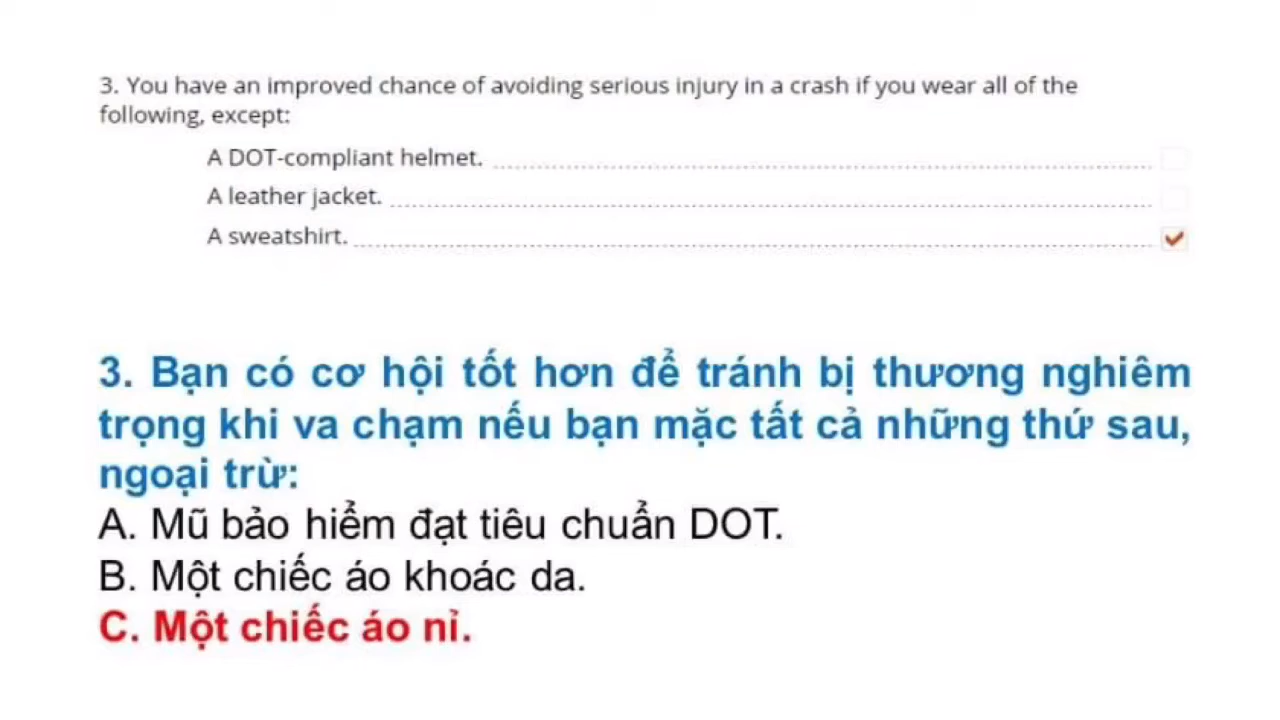 3. You have an improved chance of avoiding serious injury in a crash if you wear all of the
following, except:
A DOT-compliant helmet.
A leather jacket.
A sweatshirt.
3. Bạn có cơ hội tốt hơn để tránh bị thương nghiêm
trọng khi va chạm nếu bạn mặc tất cả những thứ sau,
ngoại trừ:
A. Mũ bảo hiểm đạt tiêu chuẩn DOT.
B. Một chiếc áo khoác da.
C. Một chiếc áo nỉ.